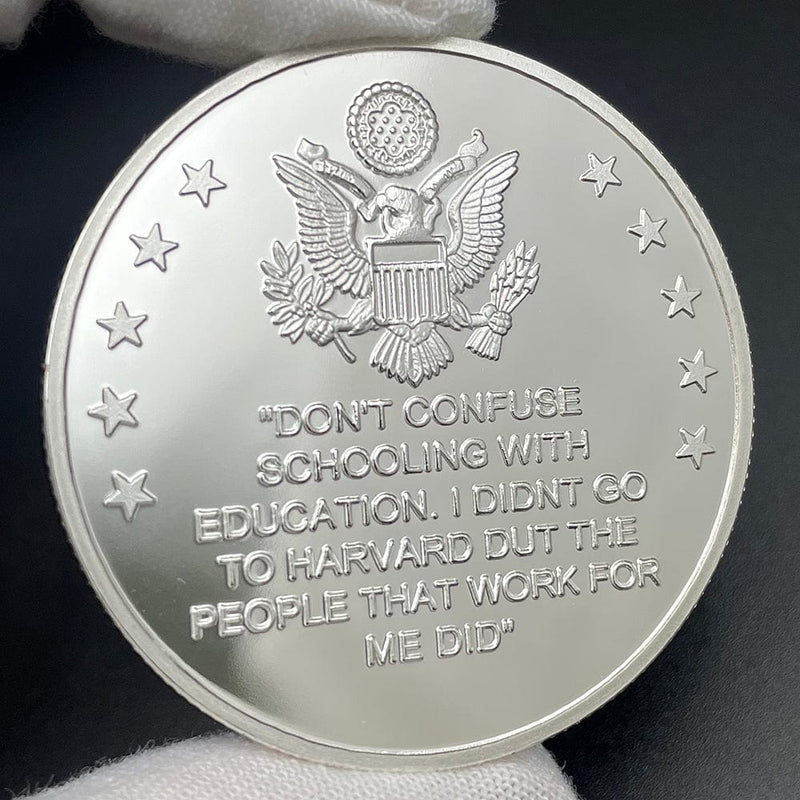 "DON'T CONFUSE
SCHOOLING WITH
EDUCATION. I DIDNT GO
TO HARVARD DUT THE
PEOPLE THAT WORK FOR
ME DID"